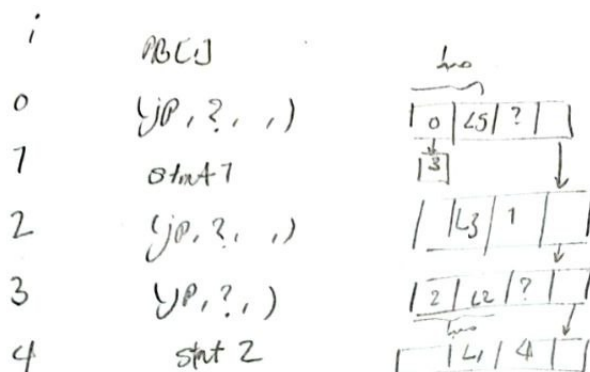 i PB[i]
0 (jp, ?, , ) 0 L5 ?
3
1 stmt 1
2 (jp, ?, , ) L3 1
3 (jp, ?, , ) 2 L2 ?
4 stmt 2 L1 4